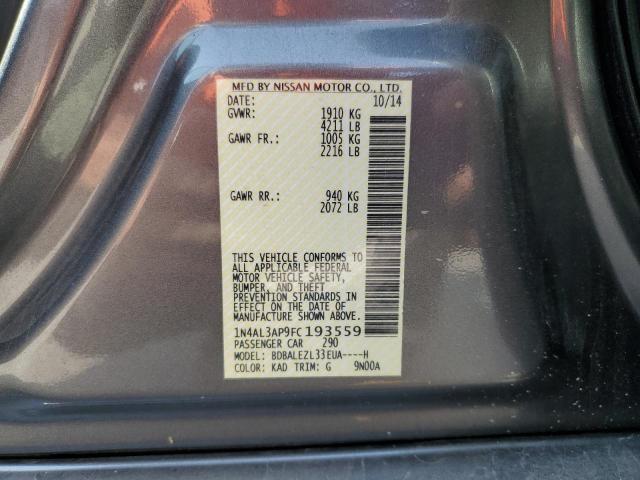 MFD BY NISSAN MOTOR CO., LTD.
DATE: 10/14
GVWR: 1910 KG
4211 LB
GAWR FR.: 1005 KG
2216 LB
GAWR RR.: 940 KG
2072 LB
THIS VEHICLE CONFORMS TO
ALL APPLICABLE FEDERAL
MOTOR VEHICLE SAFETY,
BUMPER, AND THEFT
PREVENTION STANDARDS IN
EFFECT ON THE DATE OF
MANUFACTURE SHOWN ABOVE.
1N4AL3AP9FC193559
PASSENGER CAR 290
MODEL: BDBALEZL33EUA----H
COLOR: KAD TRIM: G 9N00A